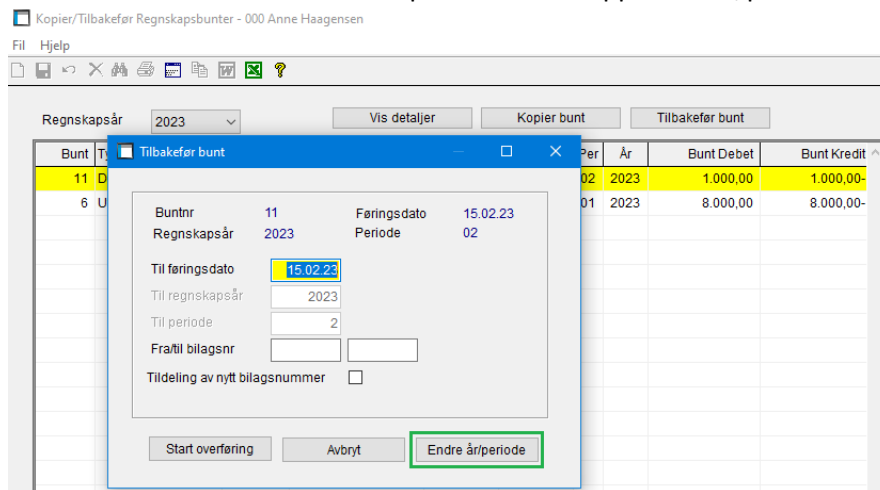 Kopier/Tilbakefør Regnskapsbunter - 000 Anne Haagensen
Fil Hjelp
Regnskapsår 2023 Vis detaljer Kopier bunt Tilbakefør bunt
Bunt Per År Bunt Debet Bunt Kredit
11 D 02 2023 1.000,00 1.000,00-
6 U 01 2023 8.000,00 8.000,00-
Tilbakefør bunt
Buntnr 11 Føringsdato 15.02.23
Regnskapsår 2023 Periode 02
Til føringsdato 15.02.23
Til regnskapsår 2023
Til periode 2
Fra/til bilagsnr
Tildeling av nytt bilagsnummer
Start overføring Avbryt Endre år/periode